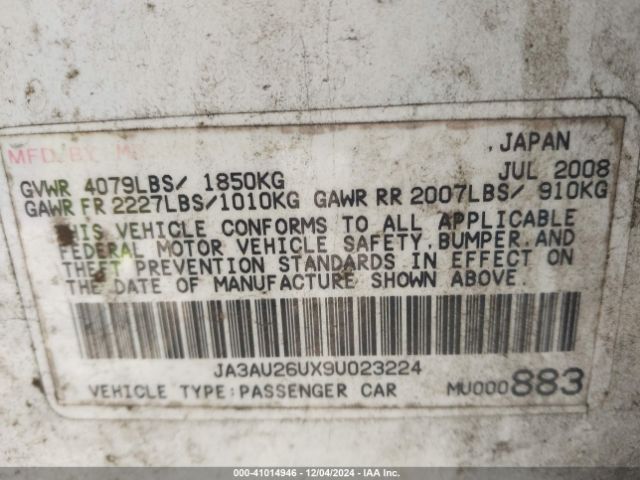 MFD. BY M
, JAPAN
JUL 2008
GVWR 4079LBS/ 1850KG
GAWR FR 2227LBS/1010KG GAWR RR 2007LBS/ 910KG
THIS VEHICLE CONFORMS TO ALL APPLICABLE
FEDERAL MOTOR VEHICLE SAFETY, BUMPER, AND
THEFT PREVENTION STANDARDS IN EFFECT ON
THE DATE OF MANUFACTURE SHOWN ABOVE.
JA3AU26UX9U023224
VEHICLE TYPE:PASSENGER CAR MU000883
000-41014946 - 12/04/2024 - IAA Inc.